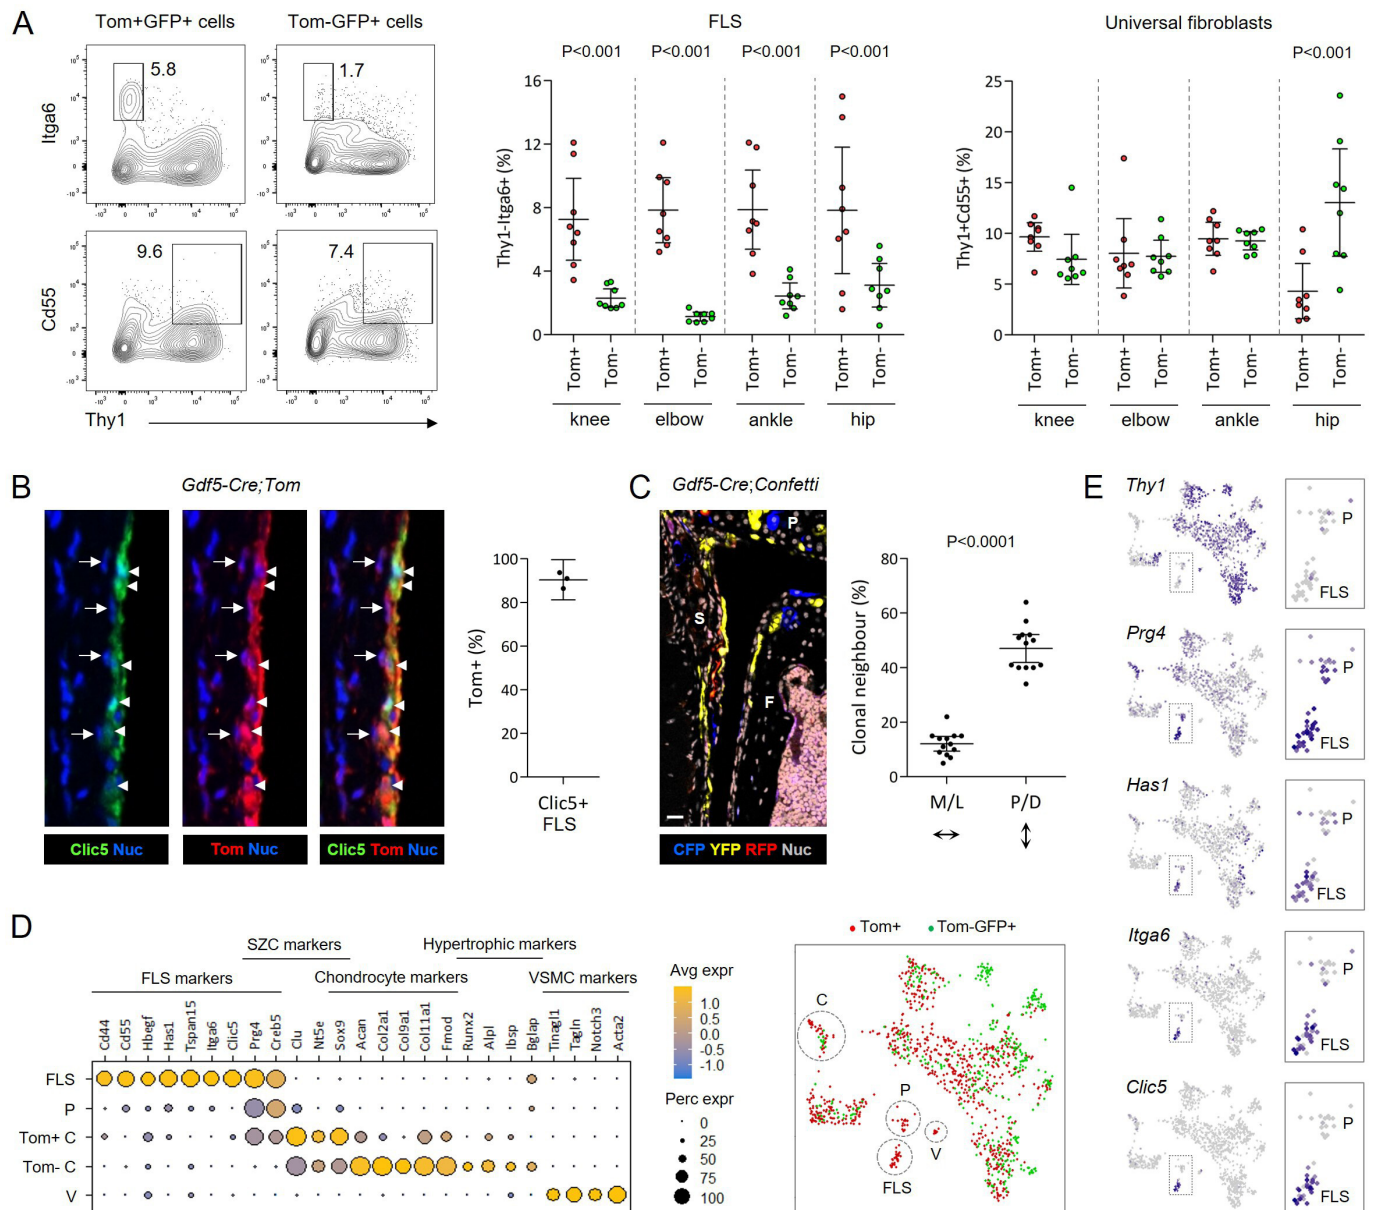 A
Tom+GFP+ cells
Tom-GFP+ cells
Itga6
5.8
1.7
Cd55
9.6
7.4
Thy1
FLS
P<0.001 P<0.001 P<0.001 P<0.001
Thy1-Itga6+ (%)
16
12
8
4
0
Tom+ Tom- Tom+ Tom- Tom+ Tom- Tom+ Tom-
knee elbow ankle hip
Universal fibroblasts
P<0.001
Thy1+Cd55+ (%)
25
20
15
10
5
0
Tom+ Tom- Tom+ Tom- Tom+ Tom- Tom+ Tom-
knee elbow ankle hip
B
Gdf5-Cre;Tom
Clic5 Nuc
Tom Nuc
Clic5 Tom Nuc
Tom+ (%)
100
80
60
40
20
0
Clic5+
FLS
C
Gdf5-Cre;Confetti
P
S
F
CFP YFP RFP Nuc
P<0.0001
Clonal neighbour (%)
80
60
40
20
0
M/L P/D
D
SZC markers
Hypertrophic markers
FLS markers
Chondrocyte markers
VSMC markers
Cd44 Cd55 Hbegf Has1 Tspan15 Itga6 Clic5 Prg4 Creb5 Clu Nt5e Sox9 Acan Col2a1 Col9a1 Col11a1 Fmod Runx2 Alpl Ibsp Bglap Tinagl1 Tagln Notch3 Acta2
FLS
P
Tom+ C
Tom- C
V
Avg expr
1.0
0.5
0.0
-0.5
-1.0
Perc expr
0
25
50
75
100
Tom+ Tom-GFP+
C
P
V
FLS
E
Thy1
P
FLS
Prg4
P
FLS
Has1
P
FLS
Itga6
P
FLS
Clic5
P
FLS